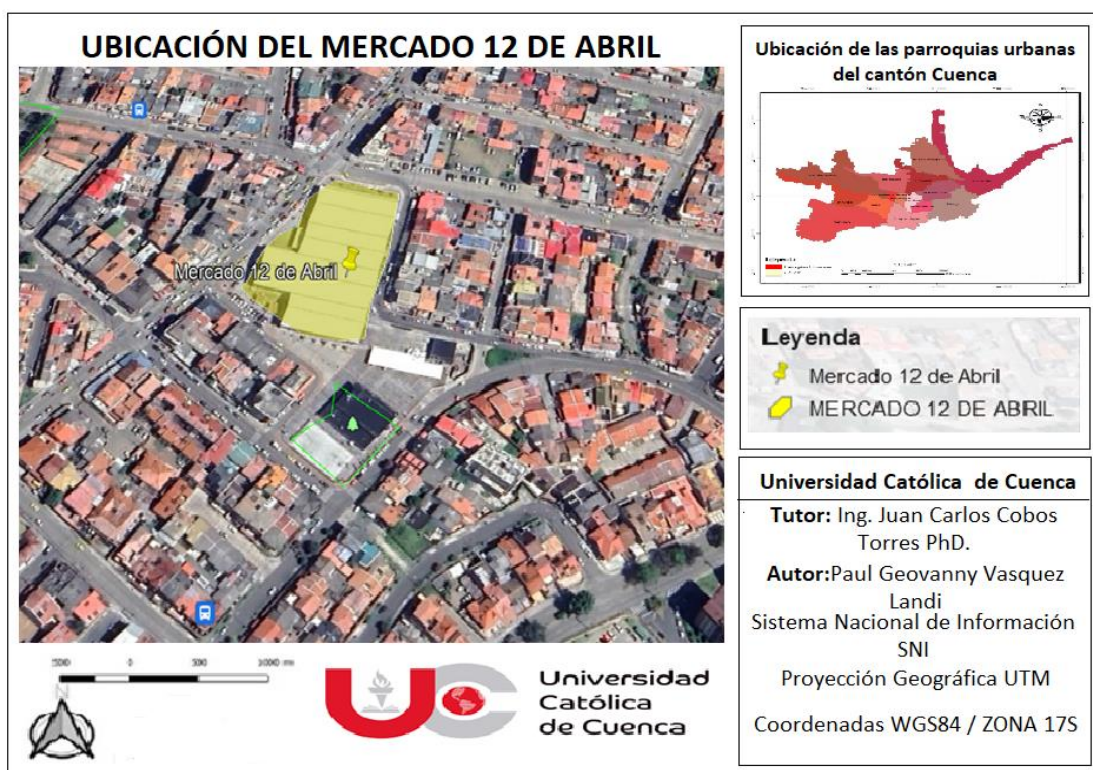 UBICACIÓN DEL MERCADO 12 DE ABRIL
Mercado 12 de Abril
500 0 500 1000 m
N
UC
Universidad
Católica
de Cuenca
Ubicación de las parroquias urbanas
del cantón Cuenca
Leyenda
Mercado 12 de Abril
MERCADO 12 DE ABRIL
Universidad Católica de Cuenca
Tutor: Ing. Juan Carlos Cobos
Torres PhD.
Autor:Paul Geovanny Vasquez
Landi
Sistema Nacional de Información
SNI
Proyección Geográfica UTM
Coordenadas WGS84 / ZONA 17S